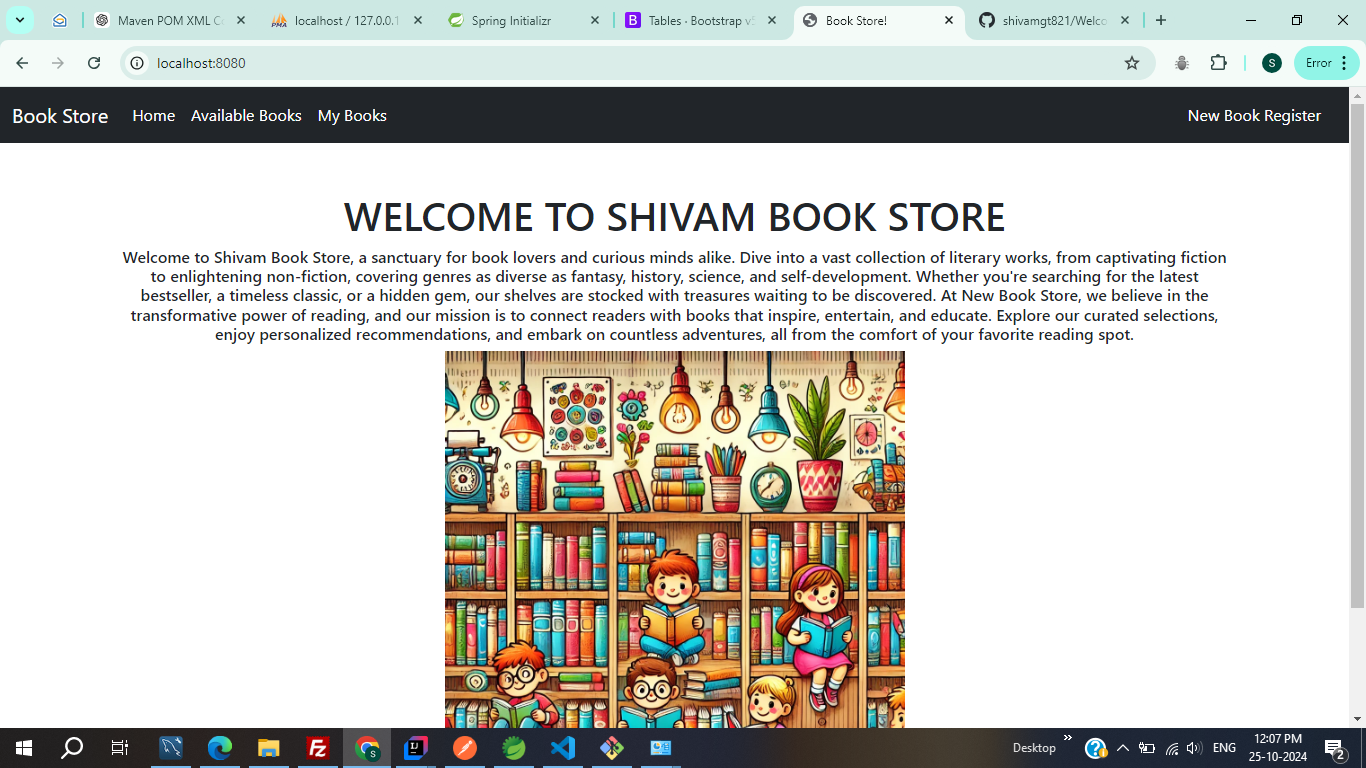 Maven POM XML C
localhost / 127.0.0.1
Spring Initializr
Tables · Bootstrap v5
Book Store!
shivamgt821/Welco
localhost:8080
S
Error
Book Store
Home
Available Books
My Books
New Book Register
WELCOME TO SHIVAM BOOK STORE
Welcome to Shivam Book Store, a sanctuary for book lovers and curious minds alike. Dive into a vast collection of literary works, from captivating fiction
to enlightening non-fiction, covering genres as diverse as fantasy, history, science, and self-development. Whether you're searching for the latest
bestseller, a timeless classic, or a hidden gem, our shelves are stocked with treasures waiting to be discovered. At New Book Store, we believe in the
transformative power of reading, and our mission is to connect readers with books that inspire, entertain, and educate. Explore our curated selections,
enjoy personalized recommendations, and embark on countless adventures, all from the comfort of your favorite reading spot.
Desktop
ENG
12:07 PM
25-10-2024
2